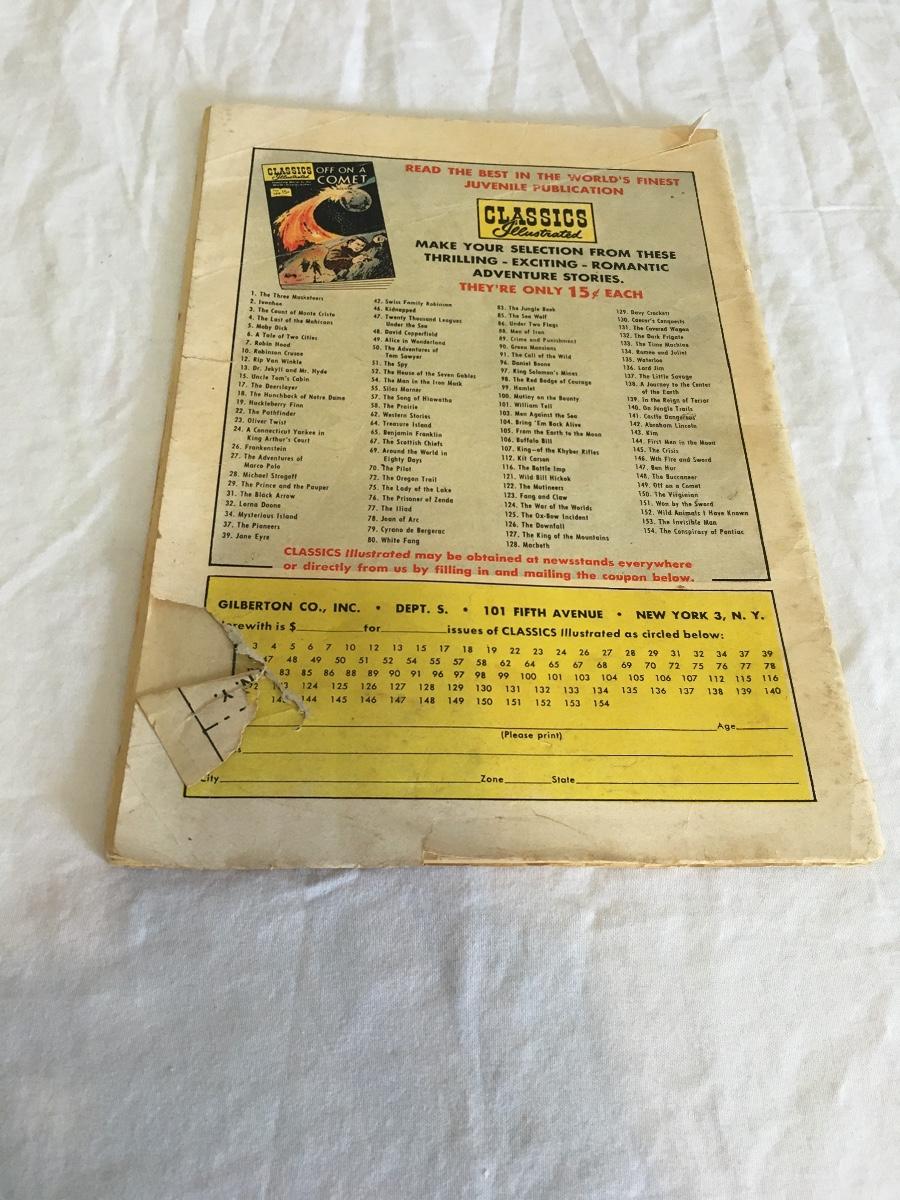 CLASSICS
Illustrated
OFF ON A
COMET
READ THE BEST IN THE WORLD'S FINEST
JUVENILE PUBLICATION
CLASSICS
Illustrated
MAKE YOUR SELECTION FROM THESE
THRILLING - EXCITING - ROMANTIC
ADVENTURE STORIES.
THEY'RE ONLY 15¢ EACH
1. The Three Musketeers
2. Ivanhoe
3. The Count of Monte Cristo
4. The Last of the Mohicans
5. Moby Dick
6. A Tale of Two Cities
7. Robin Hood
10. Robinson Crusoe
12. Rip Van Winkle
13. Dr. Jekyll and Mr. Hyde
15. Uncle Tom's Cabin
17. The Deerslayer
18. The Hunchback of Notre Dame
19. Huckleberry Finn
22. The Pathfinder
23. Oliver Twist
24. A Connecticut Yankee in
King Arthur's Court
26. Frankenstein
27. The Adventures of
Marco Polo
28. Michael Strogoff
29. The Prince and the Pauper
31. The Black Arrow
32. Lorna Doone
34. Mysterious Island
37. The Pioneers
39. Jane Eyre
42. Swiss Family Robinson
46. Kidnapped
47. Twenty Thousand Leagues
Under the Sea
48. David Copperfield
49. Alice in Wonderland
50. The Adventures of
Tom Sawyer
51. The Spy
52. The House of the Seven Gables
54. The Man in the Iron Mask
55. Silas Marner
57. The Song of Hiawatha
58. The Prairie
62. Western Stories
64. Treasure Island
65. Benjamin Franklin
67. The Scottish Chiefs
69. Around the World in
Eighty Days
70. The Pilot
72. The Oregon Trail
75. The Lady of the Lake
76. The Prisoner of Zenda
77. The Iliad
78. Joan of Arc
79. Cyrano de Bergerac
80. White Fang
83. The Jungle Book
85. The Sea Wolf
86. Under Two Flags
88. Men of Iron
89. Crime and Punishment
90. Green Mansions
91. The Call of the Wild
96. Daniel Boone
97. King Solomon's Mines
98. The Red Badge of Courage
99. Hamlet
100. Mutiny on the Bounty
101. William Tell
103. Men Against the Sea
104. Bring 'Em Back Alive
105. From the Earth to the Moon
106. Buffalo Bill
107. King—of the Khyber Rifles
112. Kit Carson
116. The Bottle Imp
121. Wild Bill Hickok
122. The Mutineers
123. Fang and Claw
124. The War of the Worlds
125. The Ox-Bow Incident
126. The Downfall
127. The King of the Mountains
128. Macbeth
129. Davy Crockett
130. Caesar's Conquests
131. The Covered Wagon
132. The Dark Frigate
133. The Time Machine
134. Romeo and Juliet
135. Waterloo
136. Lord Jim
137. The Little Savage
138. A Journey to the Center
of the Earth
139. In the Reign of Terror
140. On Jungle Trails
141. Castle Dangerous
142. Abraham Lincoln
143. Kim
144. First Men in the Moon
145. The Crisis
146. With Fire and Sword
147. Ben Hur
148. The Buccaneer
149. Off on a Comet
150. The Virginian
151. Won by the Sword
152. Wild Animals I Have Known
153. The Invisible Man
154. The Conspiracy of Pontiac
CLASSICS Illustrated may be obtained at newsstands everywhere
or directly from us by filling in and mailing the coupon below.
GILBERTON CO., INC. • DEPT. S. • 101 FIFTH AVENUE • NEW YORK 3, N. Y.
is $ for issues of CLASSICS Illustrated as circled below:
3 4 5 6 7 10 12 13 15 17 18 19 22 23 24 26 27 28 29 31 32 34 37 39
47 48 49 50 51 52 54 55 57 58 62 64 65 67 68 69 70 72 75 76 77 78
83 85 86 88 89 90 91 96 97 98 99 100 101 103 104 105 106 107 112 115 116
124 125 126 127 128 129 130 131 132 133 134 135 136 137 138 139 140
145 146 147 148 149 150 151 152 153 154
N. Y.
Age
(Please print)
City Zone State